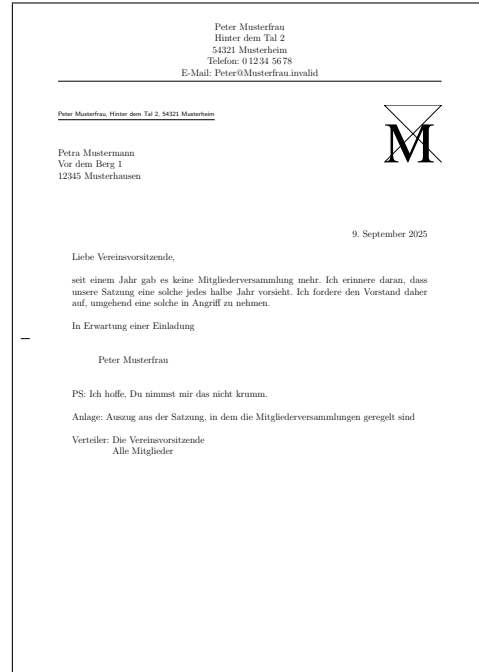 Peter Musterfrau
Hinter dem Tal 2
54321 Musterheim
Telefon: 0 12 34 56 78
E-Mail: Peter@Musterfrau.invalid
Peter Musterfrau, Hinter dem Tal 2, 54321 Musterheim
M
Petra Mustermann
Vor dem Berg 1
12345 Musterhausen
9. September 2025
Liebe Vereinsvorsitzende,
seit einem Jahr gab es keine Mitgliederversammlung mehr. Ich erinnere daran, dass
unsere Satzung eine solche jedes halbe Jahr vorsieht. Ich fordere den Vorstand daher
auf, umgehend eine solche in Angriff zu nehmen.
In Erwartung einer Einladung
Peter Musterfrau
PS: Ich hoffe, Du nimmst mir das nicht krumm.
Anlage: Auszug aus der Satzung, in dem die Mitgliederversammlungen geregelt sind
Verteiler: Die Vereinsvorsitzende
Alle Mitglieder